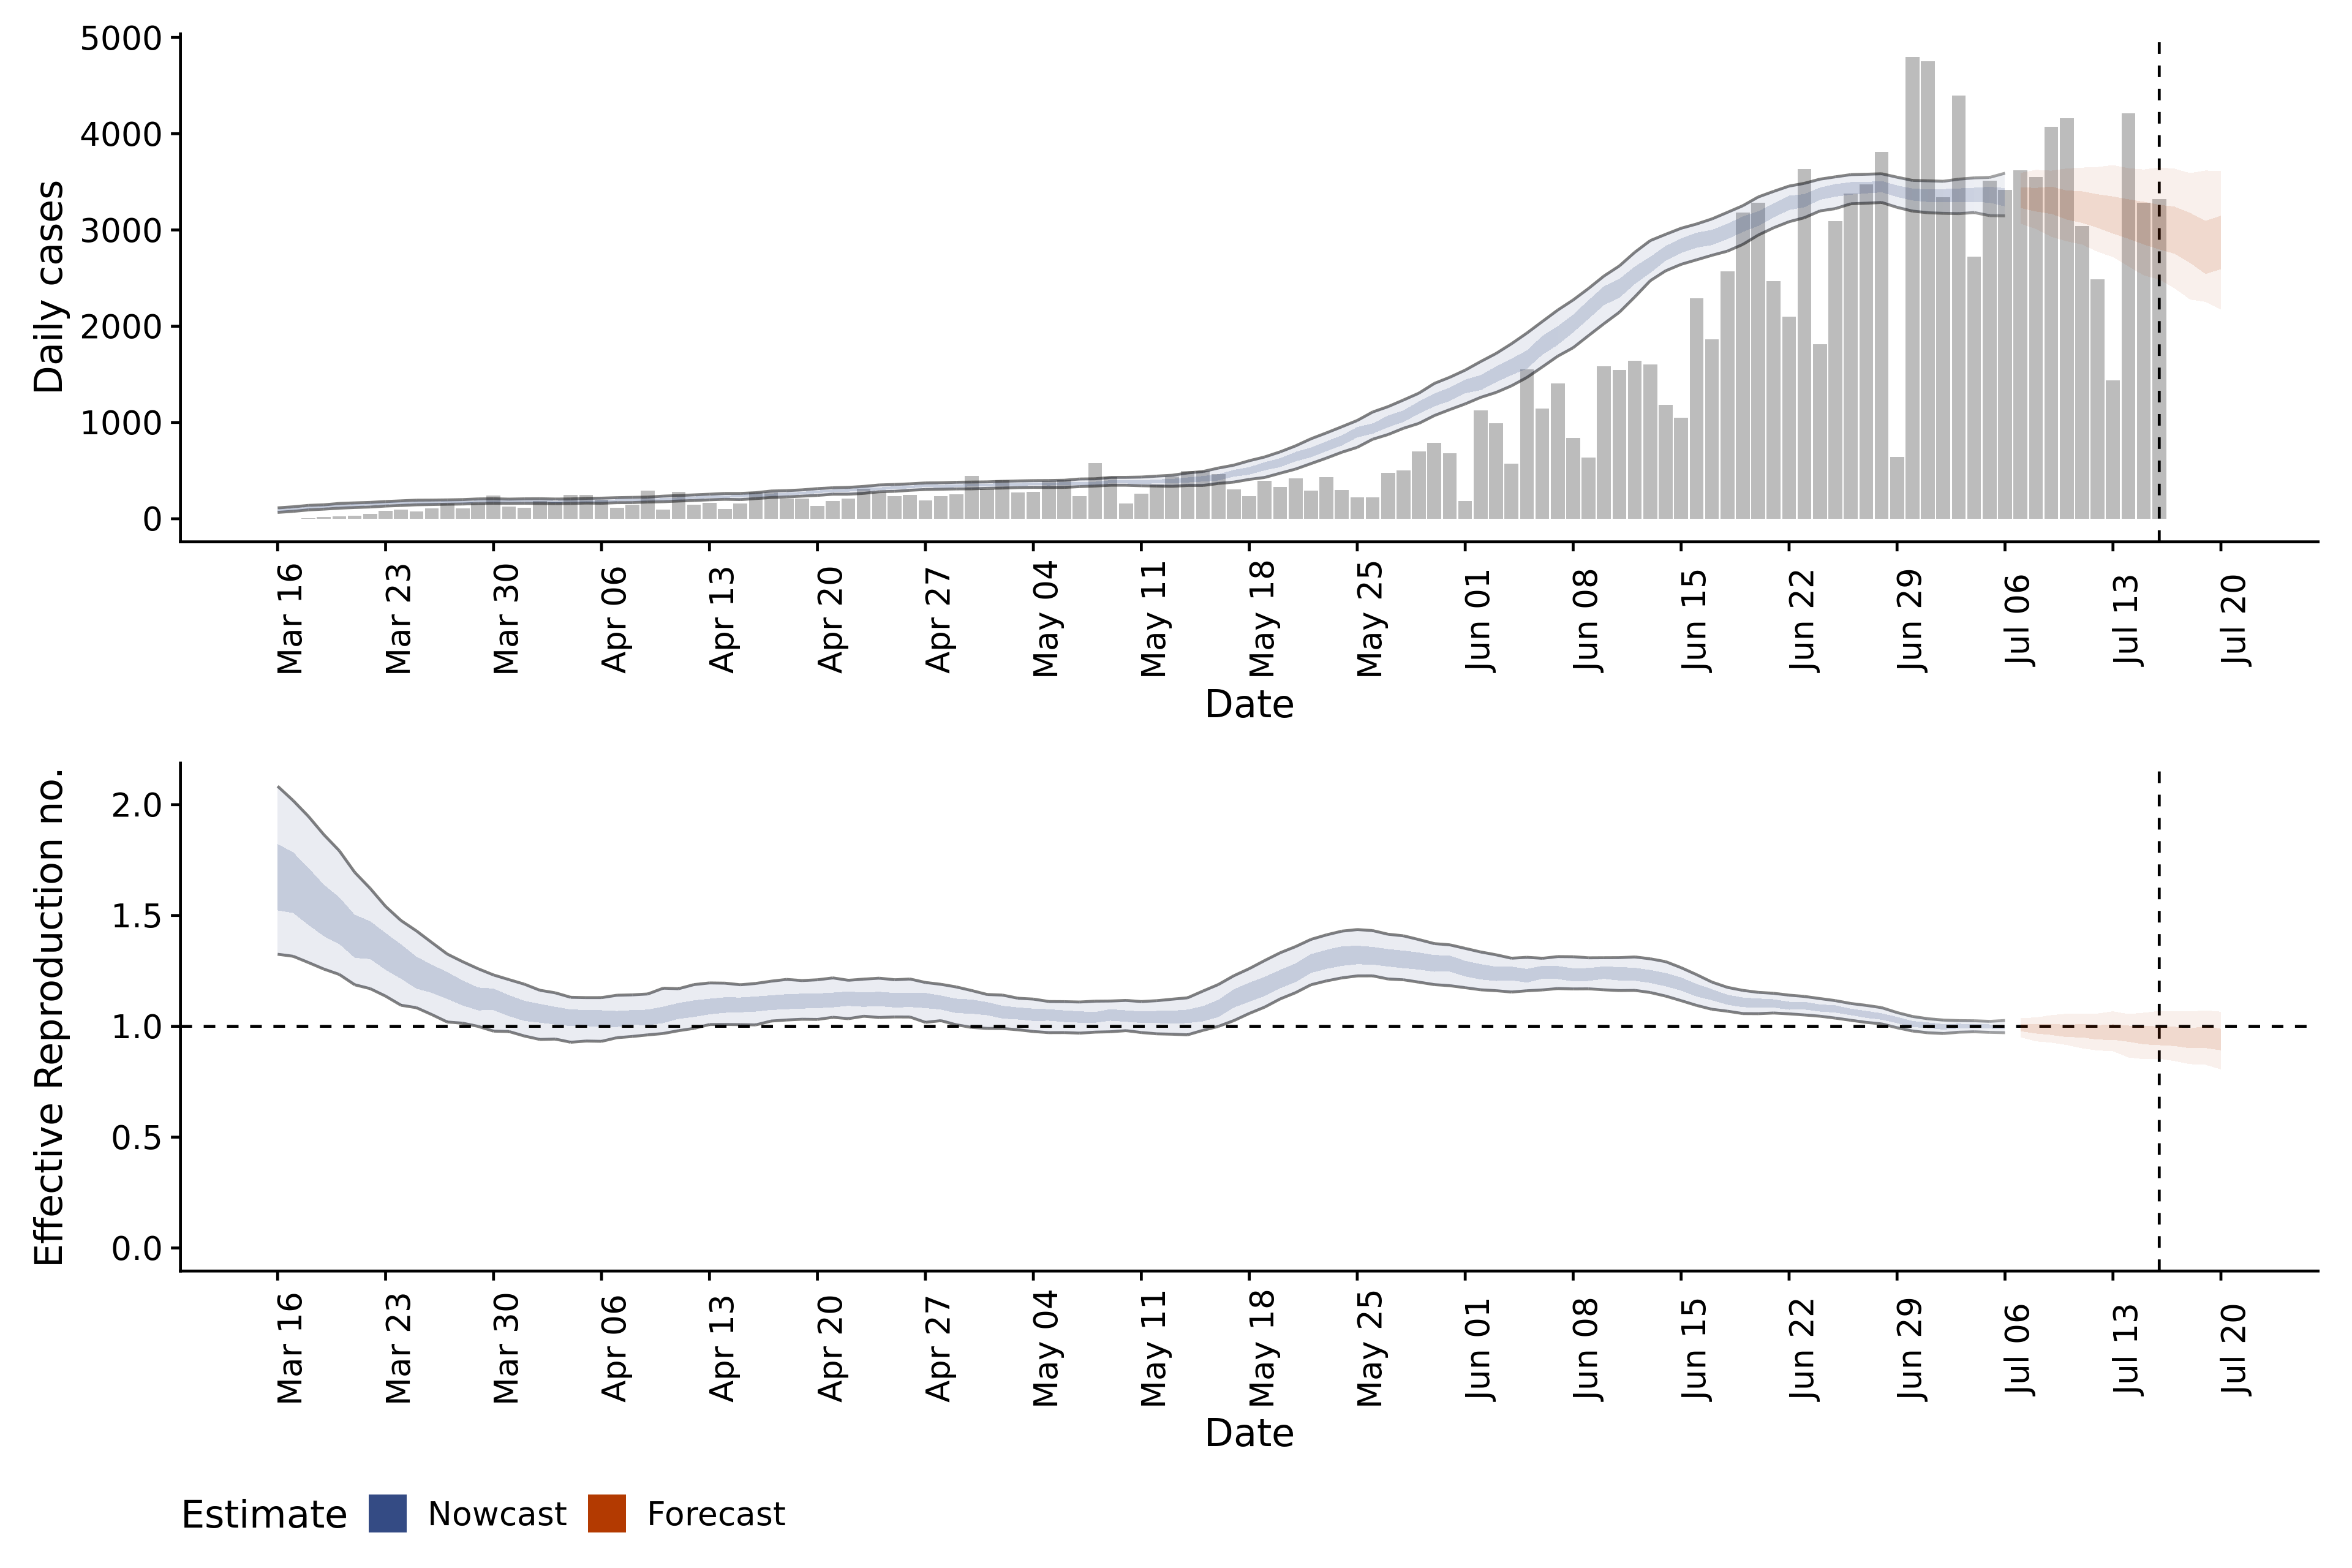 5000
4000
3000
2000
1000
0
Daily cases
Mar 16 Mar 23 Mar 30 Apr 06 Apr 13 Apr 20 Apr 27 May 04 May 11 May 18 May 25 Jun 01 Jun 08 Jun 15 Jun 22 Jun 29 Jul 06 Jul 13 Jul 20
Date
2.0
1.5
1.0
0.5
0.0
Effective Reproduction no.
Mar 16 Mar 23 Mar 30 Apr 06 Apr 13 Apr 20 Apr 27 May 04 May 11 May 18 May 25 Jun 01 Jun 08 Jun 15 Jun 22 Jun 29 Jul 06 Jul 13 Jul 20
Date
Estimate Nowcast Forecast